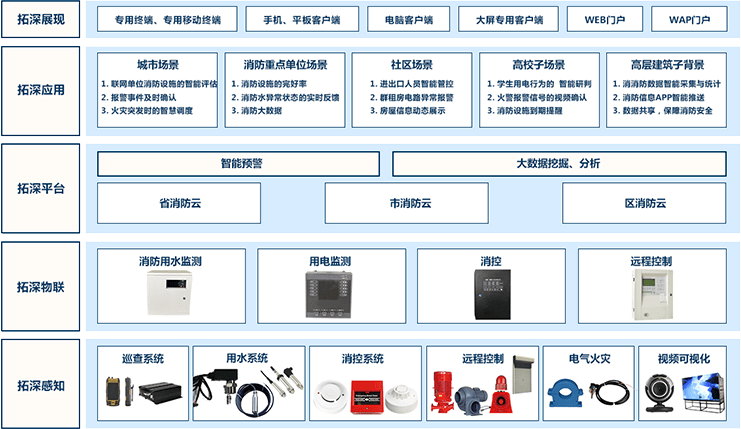 拓深展现
专用终端、专用移动终端
手机、平板客户端
电脑客户端
大屏专用客户端
WEB门户
WAP门户
拓深应用
城市场景
1. 联网单位消防设施的智能评估
2. 报警事件及时确认
3. 火灾突发时的智慧调度
消防重点单位场景
1. 消防设施的完好率
2. 消防水异常状态的实时反馈
3. 消防大数据
社区场景
1. 进出口人员智能管控
2. 群租房电路异常报警
3. 房屋信息动态展示
高校子场景
1. 学生用电行为的 智能研判
2. 火警报警信号的视频确认
3. 消防设施到期提醒
高层建筑子背景
1. 消消防数据智能采集与统计
2. 消防信息APP智能推送
3. 数据共享，保障消防安全
拓深平台
智能预警
大数据挖掘、分析
省消防云
市消防云
区消防云
拓深物联
消防用水监测
用电监测
消控
远程控制
拓深感知
巡查系统
用水系统
消控系统
远程控制
电气火灾
视频可视化